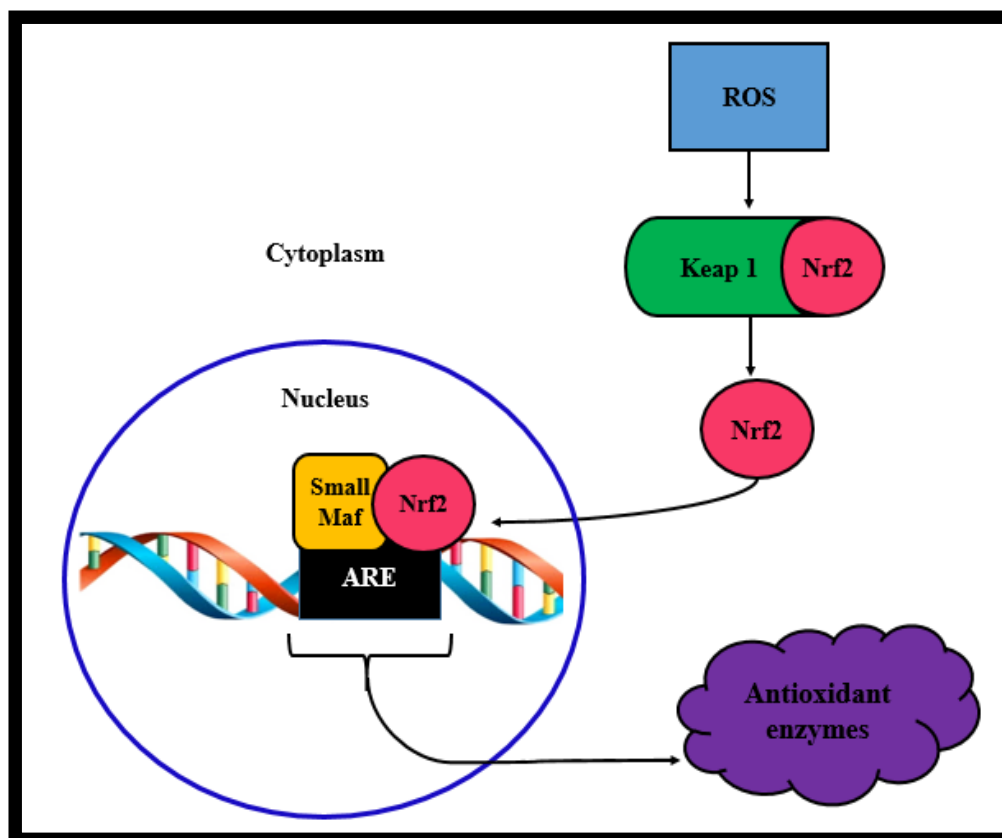 ROS
Cytoplasm
Keap 1
Nrf2
Nucleus
Nrf2
Small
Maf
Nrf2
ARE
Antioxidant
enzymes